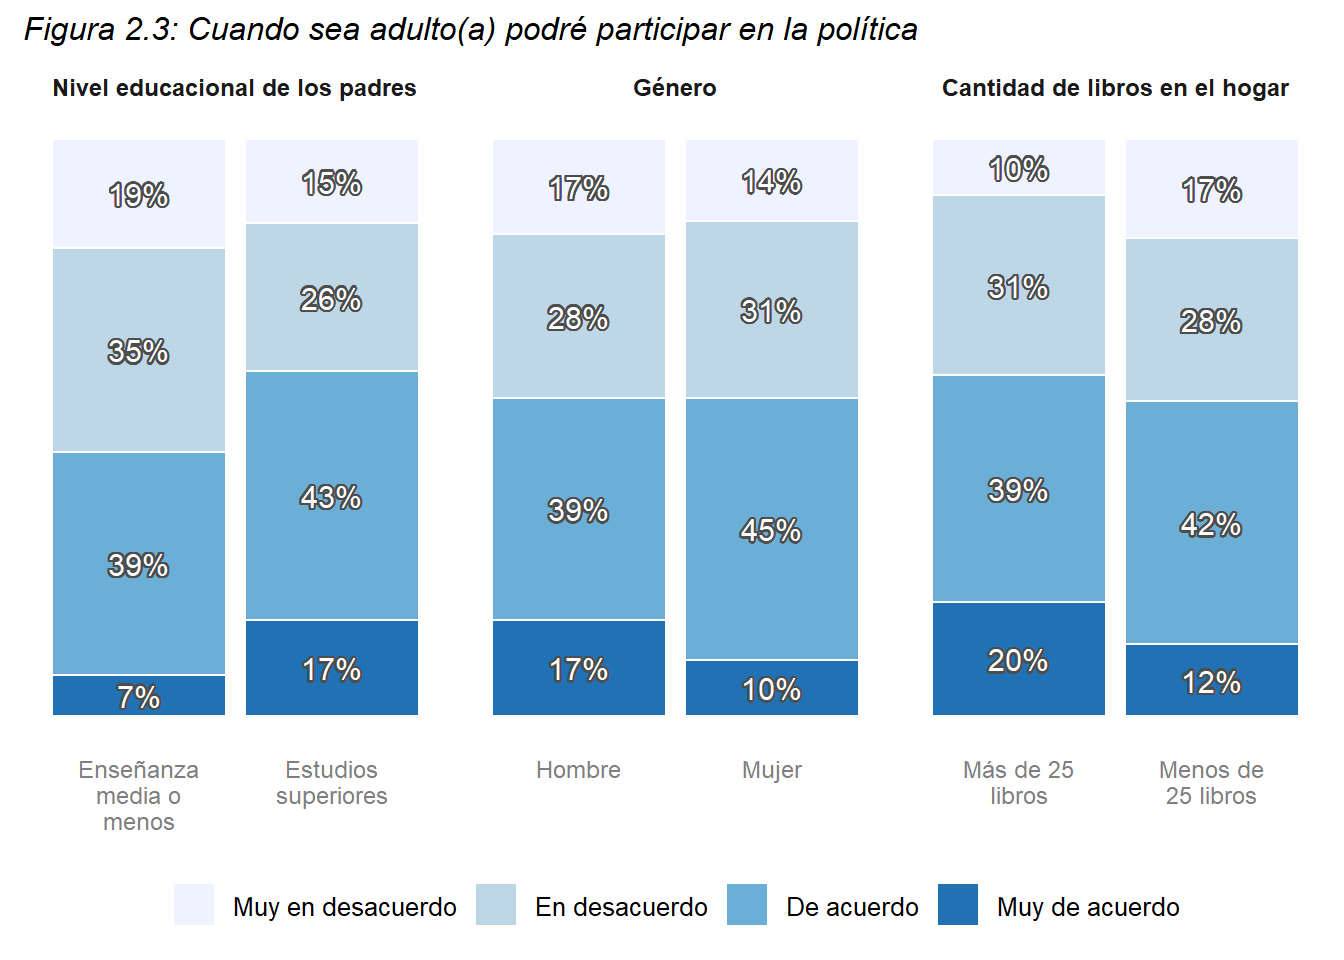 Figura 2.3: Cuando sea adulto(a) podré participar en la política
Nivel educacional de los padres
19%
15%
35%
26%
39%
43%
7%
17%
Enseñanza
media o
menos
Estudios
superiores
Género
17%
14%
28%
31%
39%
45%
17%
10%
Hombre
Mujer
Cantidad de libros en el hogar
10%
17%
31%
28%
39%
42%
20%
12%
Más de 25
libros
Menos de
25 libros
Muy en desacuerdo
En desacuerdo
De acuerdo
Muy de acuerdo